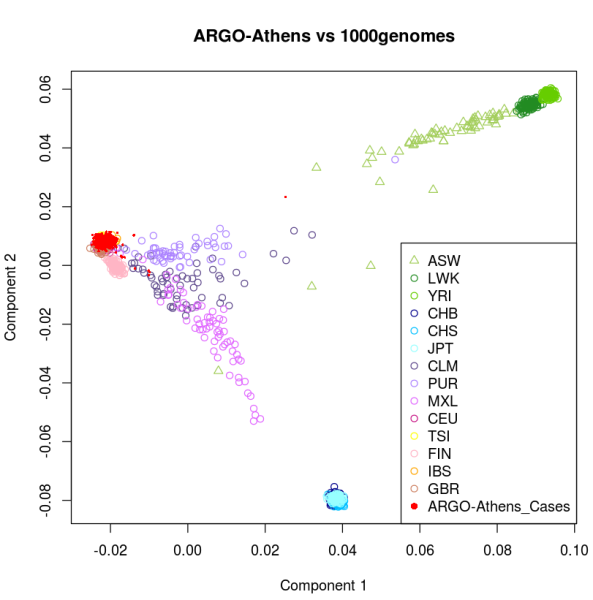 ARGO-Athens vs 1000genomes
0.06
0.04
0.02
0.00
-0.02
-0.04
-0.06
-0.08
Component 2
ASW
LWK
YRI
CHB
CHS
JPT
CLM
PUR
MXL
CEU
TSI
FIN
IBS
GBR
ARGO-Athens_Cases
-0.02 0.00 0.02 0.04 0.06 0.08 0.10
Component 1